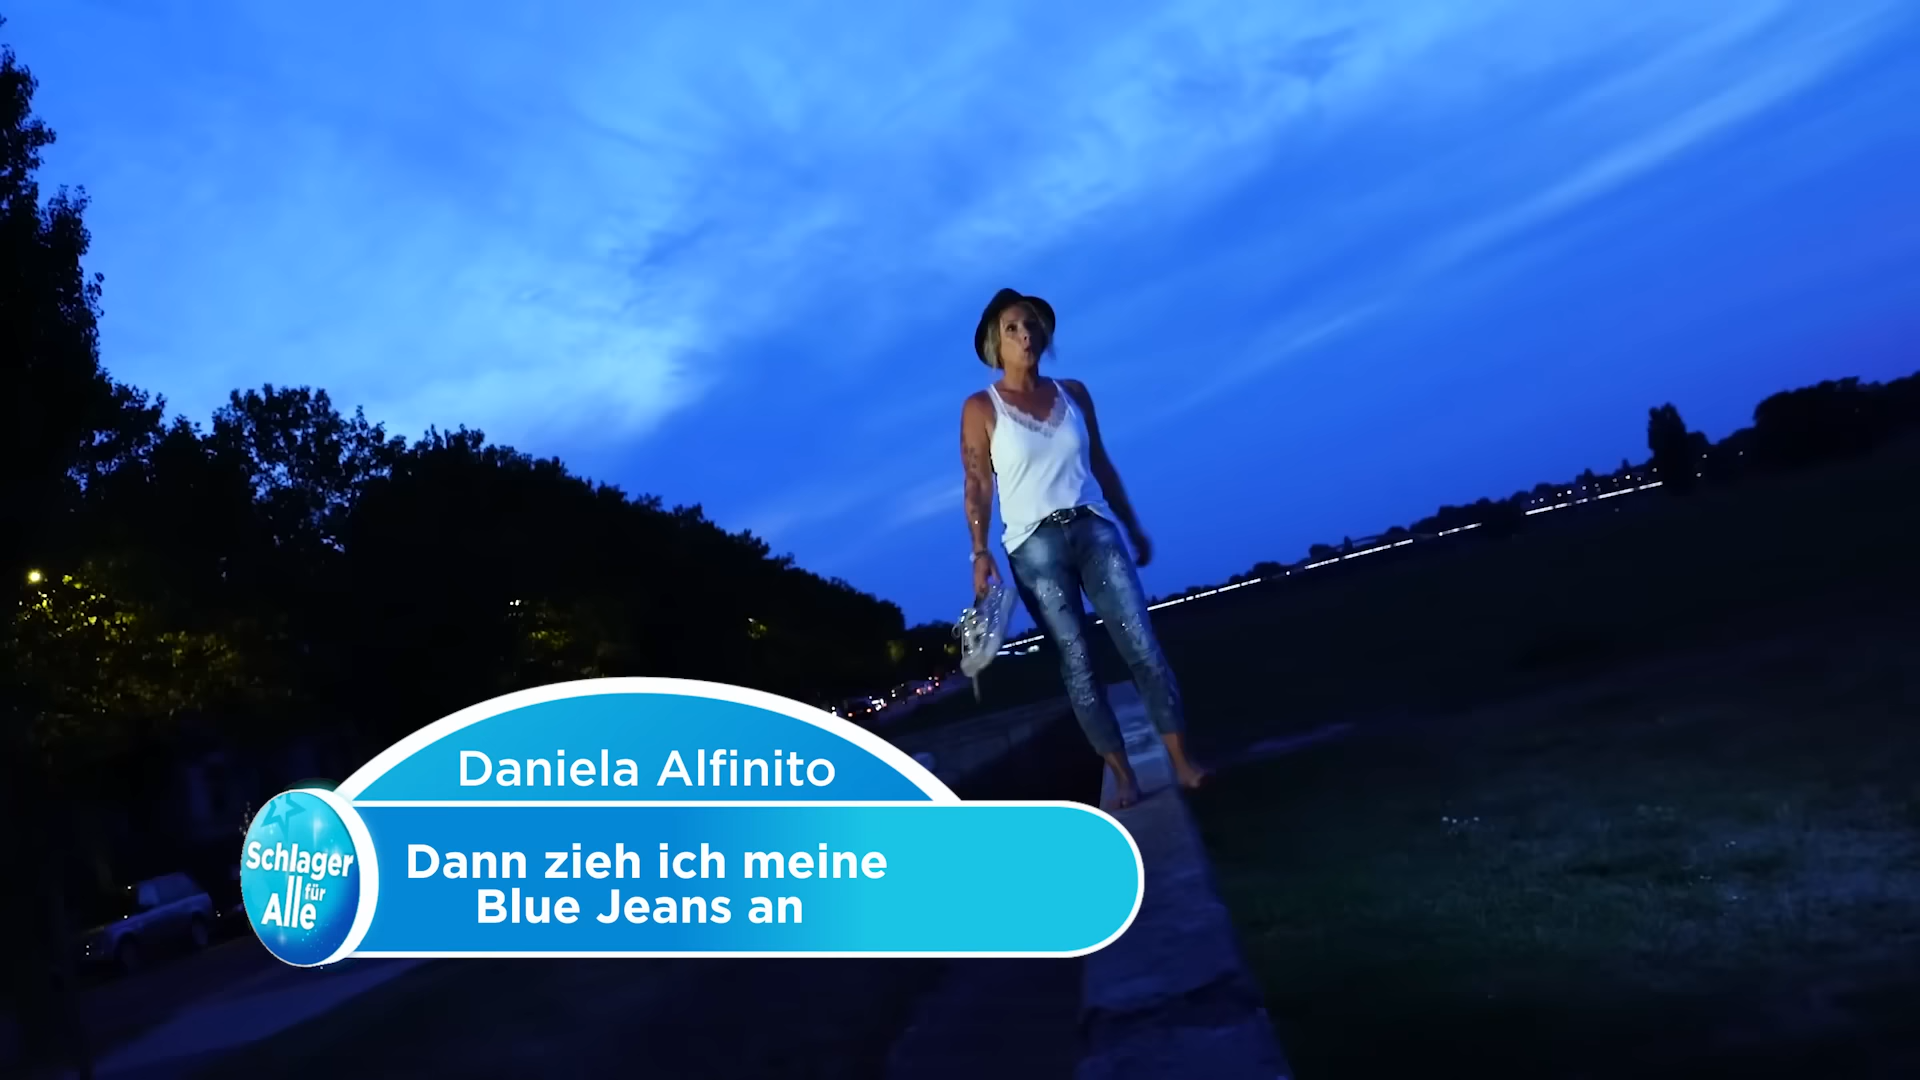 Daniela Alfinito
Dann zieh ich meine
Blue Jeans an
Schlager
für
Alle